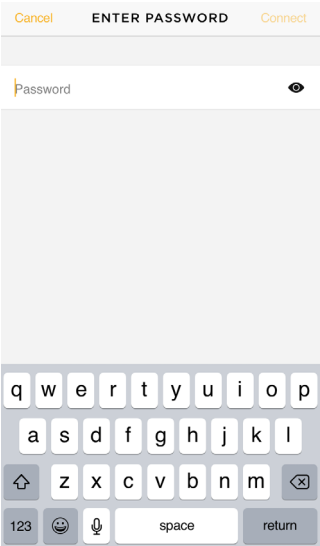 Cancel ENTER PASSWORD Connect
Password
q w e r t y u i o p
a s d f g h j k l
z x c v b n m
123 space return